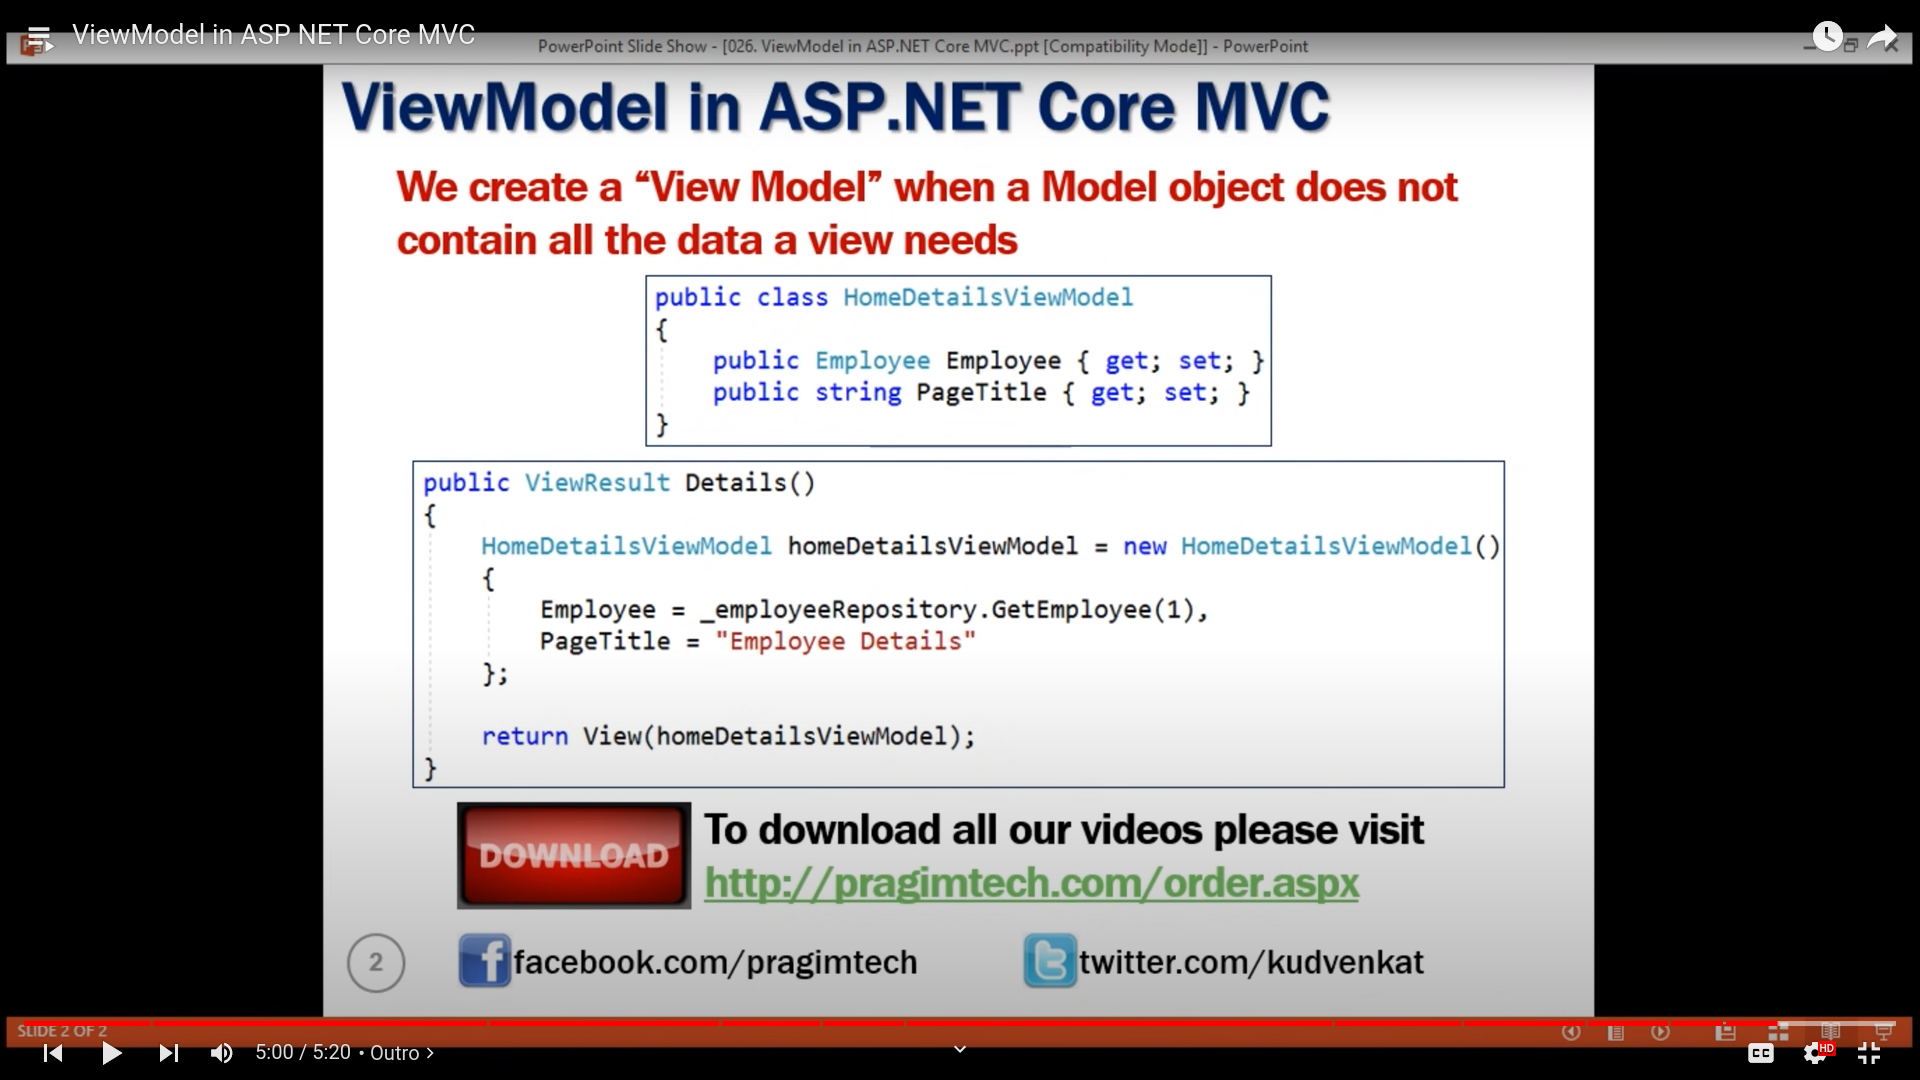 ViewModel in ASP NET Core MVC
PowerPoint Slide Show - [026. ViewModel in ASP.NET Core MVC.ppt [Compatibility Mode]] - PowerPoint
ViewModel in ASP.NET Core MVC
We create a “View Model” when a Model object does not
contain all the data a view needs
public class HomeDetailsViewModel
{
    public Employee Employee { get; set; }
    public string PageTitle { get; set; }
}
public ViewResult Details()
{
    HomeDetailsViewModel homeDetailsViewModel = new HomeDetailsViewModel()
    {
        Employee = _employeeRepository.GetEmployee(1),
        PageTitle = "Employee Details"
    };
    return View(homeDetailsViewModel);
}
DOWNLOAD
To download all our videos please visit
http://pragimtech.com/order.aspx
2
facebook.com/pragimtech
twitter.com/kudvenkat
SLIDE 2 OF 2
5:00 / 5:20 • Outro
CC
HD